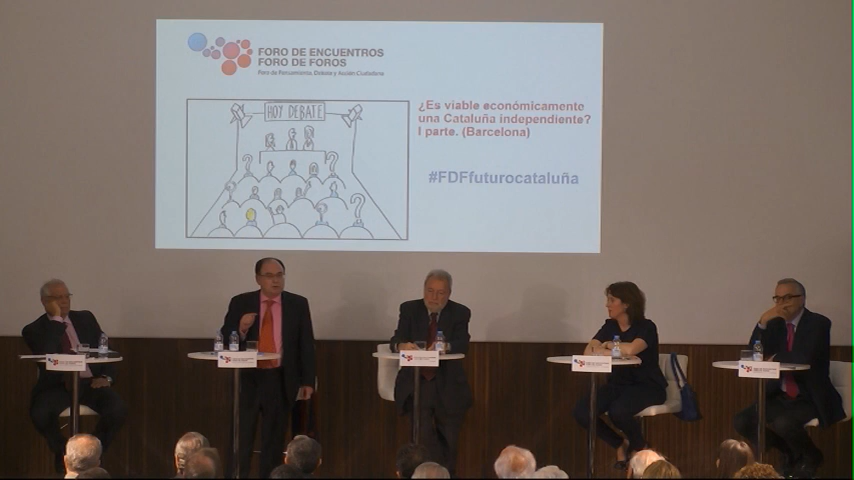 FORO DE ENCUENTROS
FORO DE FOROS
Foro de Pensamiento, Debate y Acción Ciudadana
HOY DEBATE
¿Es viable económicamente
una Cataluña independiente?
I parte. (Barcelona)
#FDFfuturocataluña